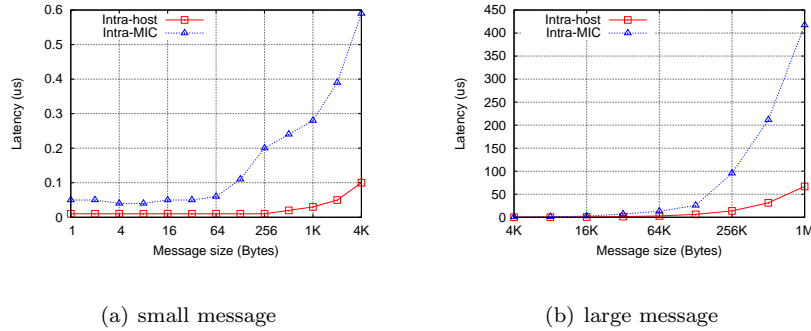 Intra-host
Intra-MIC
0.6
0.5
0.4
0.3
0.2
0.1
0
Latency (us)
1 4 16 64 256 1K 4K
Message size (Bytes)
(a) small message
Intra-host
Intra-MIC
450
400
350
300
250
200
150
100
50
0
Latency (us)
4K 16K 64K 256K 1M
Message size (Bytes)
(b) large message